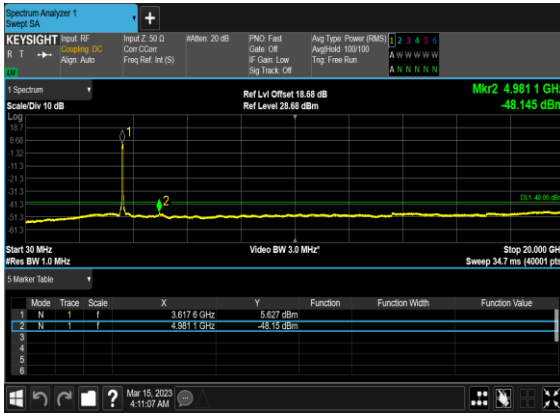 Spectrum Analyzer 1
Swept SA
+
KEYSIGHT Input: RF Input Z: 50 Ω #Atten: 20 dB PNO: Fast Avg Type: Power (RMS) 1 2 3 4 5 6
R T Coupling: DC Corr CCorr Gate: Off Avg|Hold: 100/100 A W W W W W
Align: Auto Freq Ref: Int (S) IF Gain: Low Trig: Free Run
Sig Track: Off A N N N N N
1 Spectrum Ref Lvl Offset 18.68 dB Mkr2 4.981 1 GHz
Scale/Div 10 dB Ref Level 28.68 dBm -48.145 dBm
Log
18.7
8.68
-1.32
-11.3
-21.3
-31.3
-41.3
-51.3
-61.3
1
2
DL1 -40.00 dBm
Start 30 MHz Video BW 3.0 MHz* Stop 20.000 GHz
#Res BW 1.0 MHz Sweep 34.7 ms (40001 pts)
5 Marker Table
Mode Trace Scale X Y Function Function Width Function Value
1 N 1 f 3.617 6 GHz 5.627 dBm
2 N 1 f 4.981 1 GHz -48.15 dBm
3
4
5
6
? Mar 15, 2023
4:11:07 AM